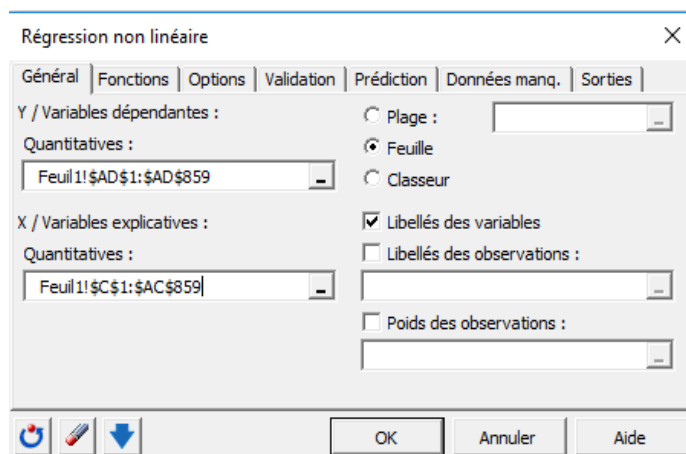 Régression non linéaire
Général Fonctions Options Validation Prédiction Données manq. Sorties
Y / Variables dépendantes :
Quantitatives :
Feuil1!$AD$1:$AD$859
X / Variables explicatives :
Quantitatives :
Feuil1!$C$1:$AC$859
Plage :
Feuille
Classeur
Libellés des variables
Libellés des observations :
Poids des observations :
OK Annuler Aide